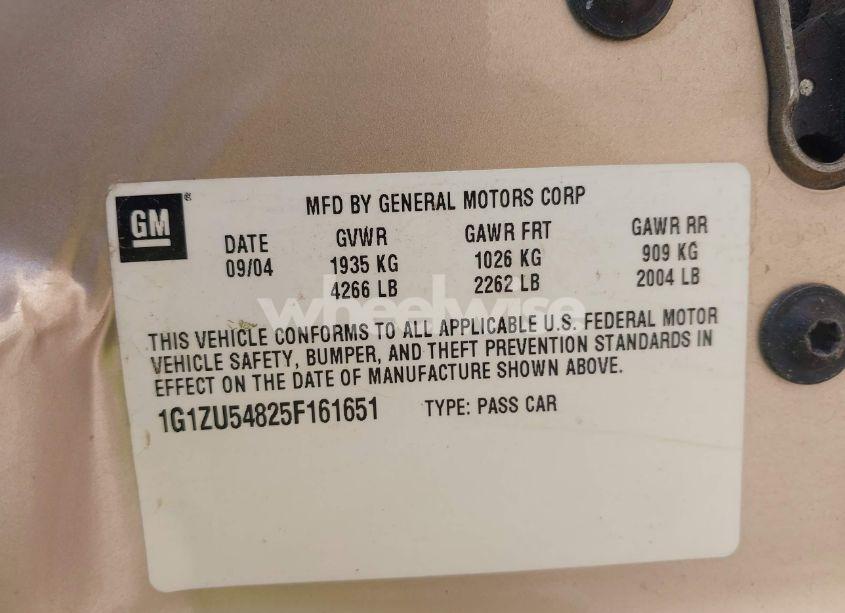 GM®
MFD BY GENERAL MOTORS CORP
DATE GVWR GAWR FRT GAWR RR
09/04 1935 KG 1026 KG 909 KG
4266 LB 2262 LB 2004 LB
wheelwise
THIS VEHICLE CONFORMS TO ALL APPLICABLE U.S. FEDERAL MOTOR
VEHICLE SAFETY, BUMPER, AND THEFT PREVENTION STANDARDS IN
EFFECT ON THE DATE OF MANUFACTURE SHOWN ABOVE.
1G1ZU54825F161651 TYPE: PASS CAR